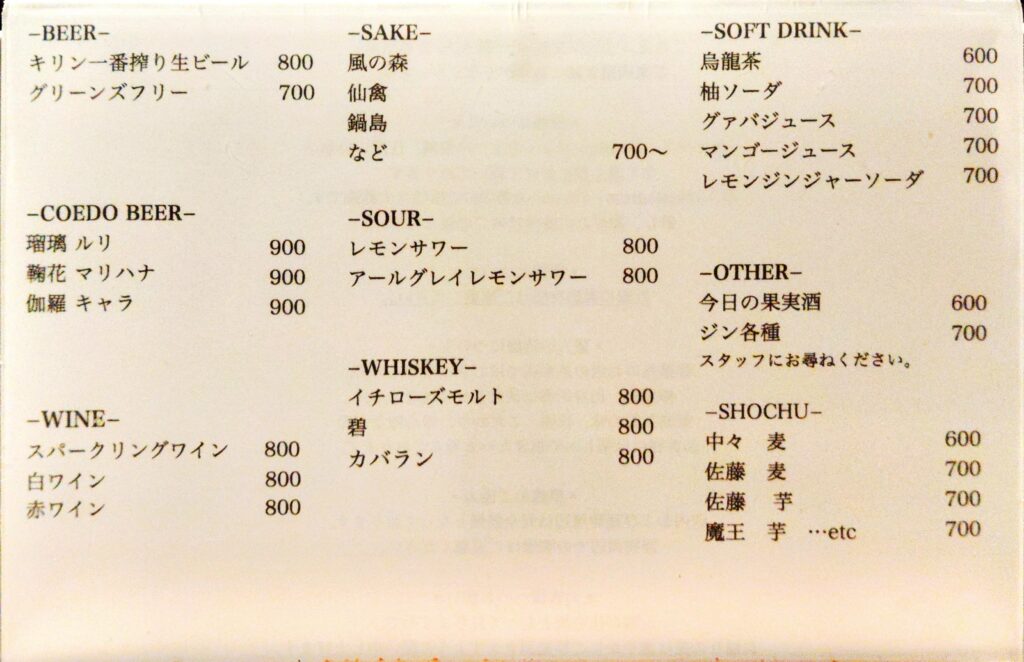 –BEER–
キリン一番搾り生ビール 800
グリーンズフリー 700
–COEDO BEER–
瑠璃 ルリ 900
鞠花 マリハナ 900
伽羅 キャラ 900
–WINE–
スパークリングワイン 800
白ワイン 800
赤ワイン 800
–SAKE–
風の森
仙禽
鍋島
など 700〜
–SOUR–
レモンサワー 800
アールグレイレモンサワー 800
–WHISKEY–
イチローズモルト 800
碧 800
カバラン 800
–SOFT DRINK–
烏龍茶 600
柚ソーダ 700
グァバジュース 700
マンゴージュース 700
レモンジンジャーソーダ 700
–OTHER–
今日の果実酒 600
ジン各種 700
スタッフにお尋ねください。
–SHOCHU–
中々 麦 600
佐藤 麦 700
佐藤 芋 700
魔王 芋 …etc 700